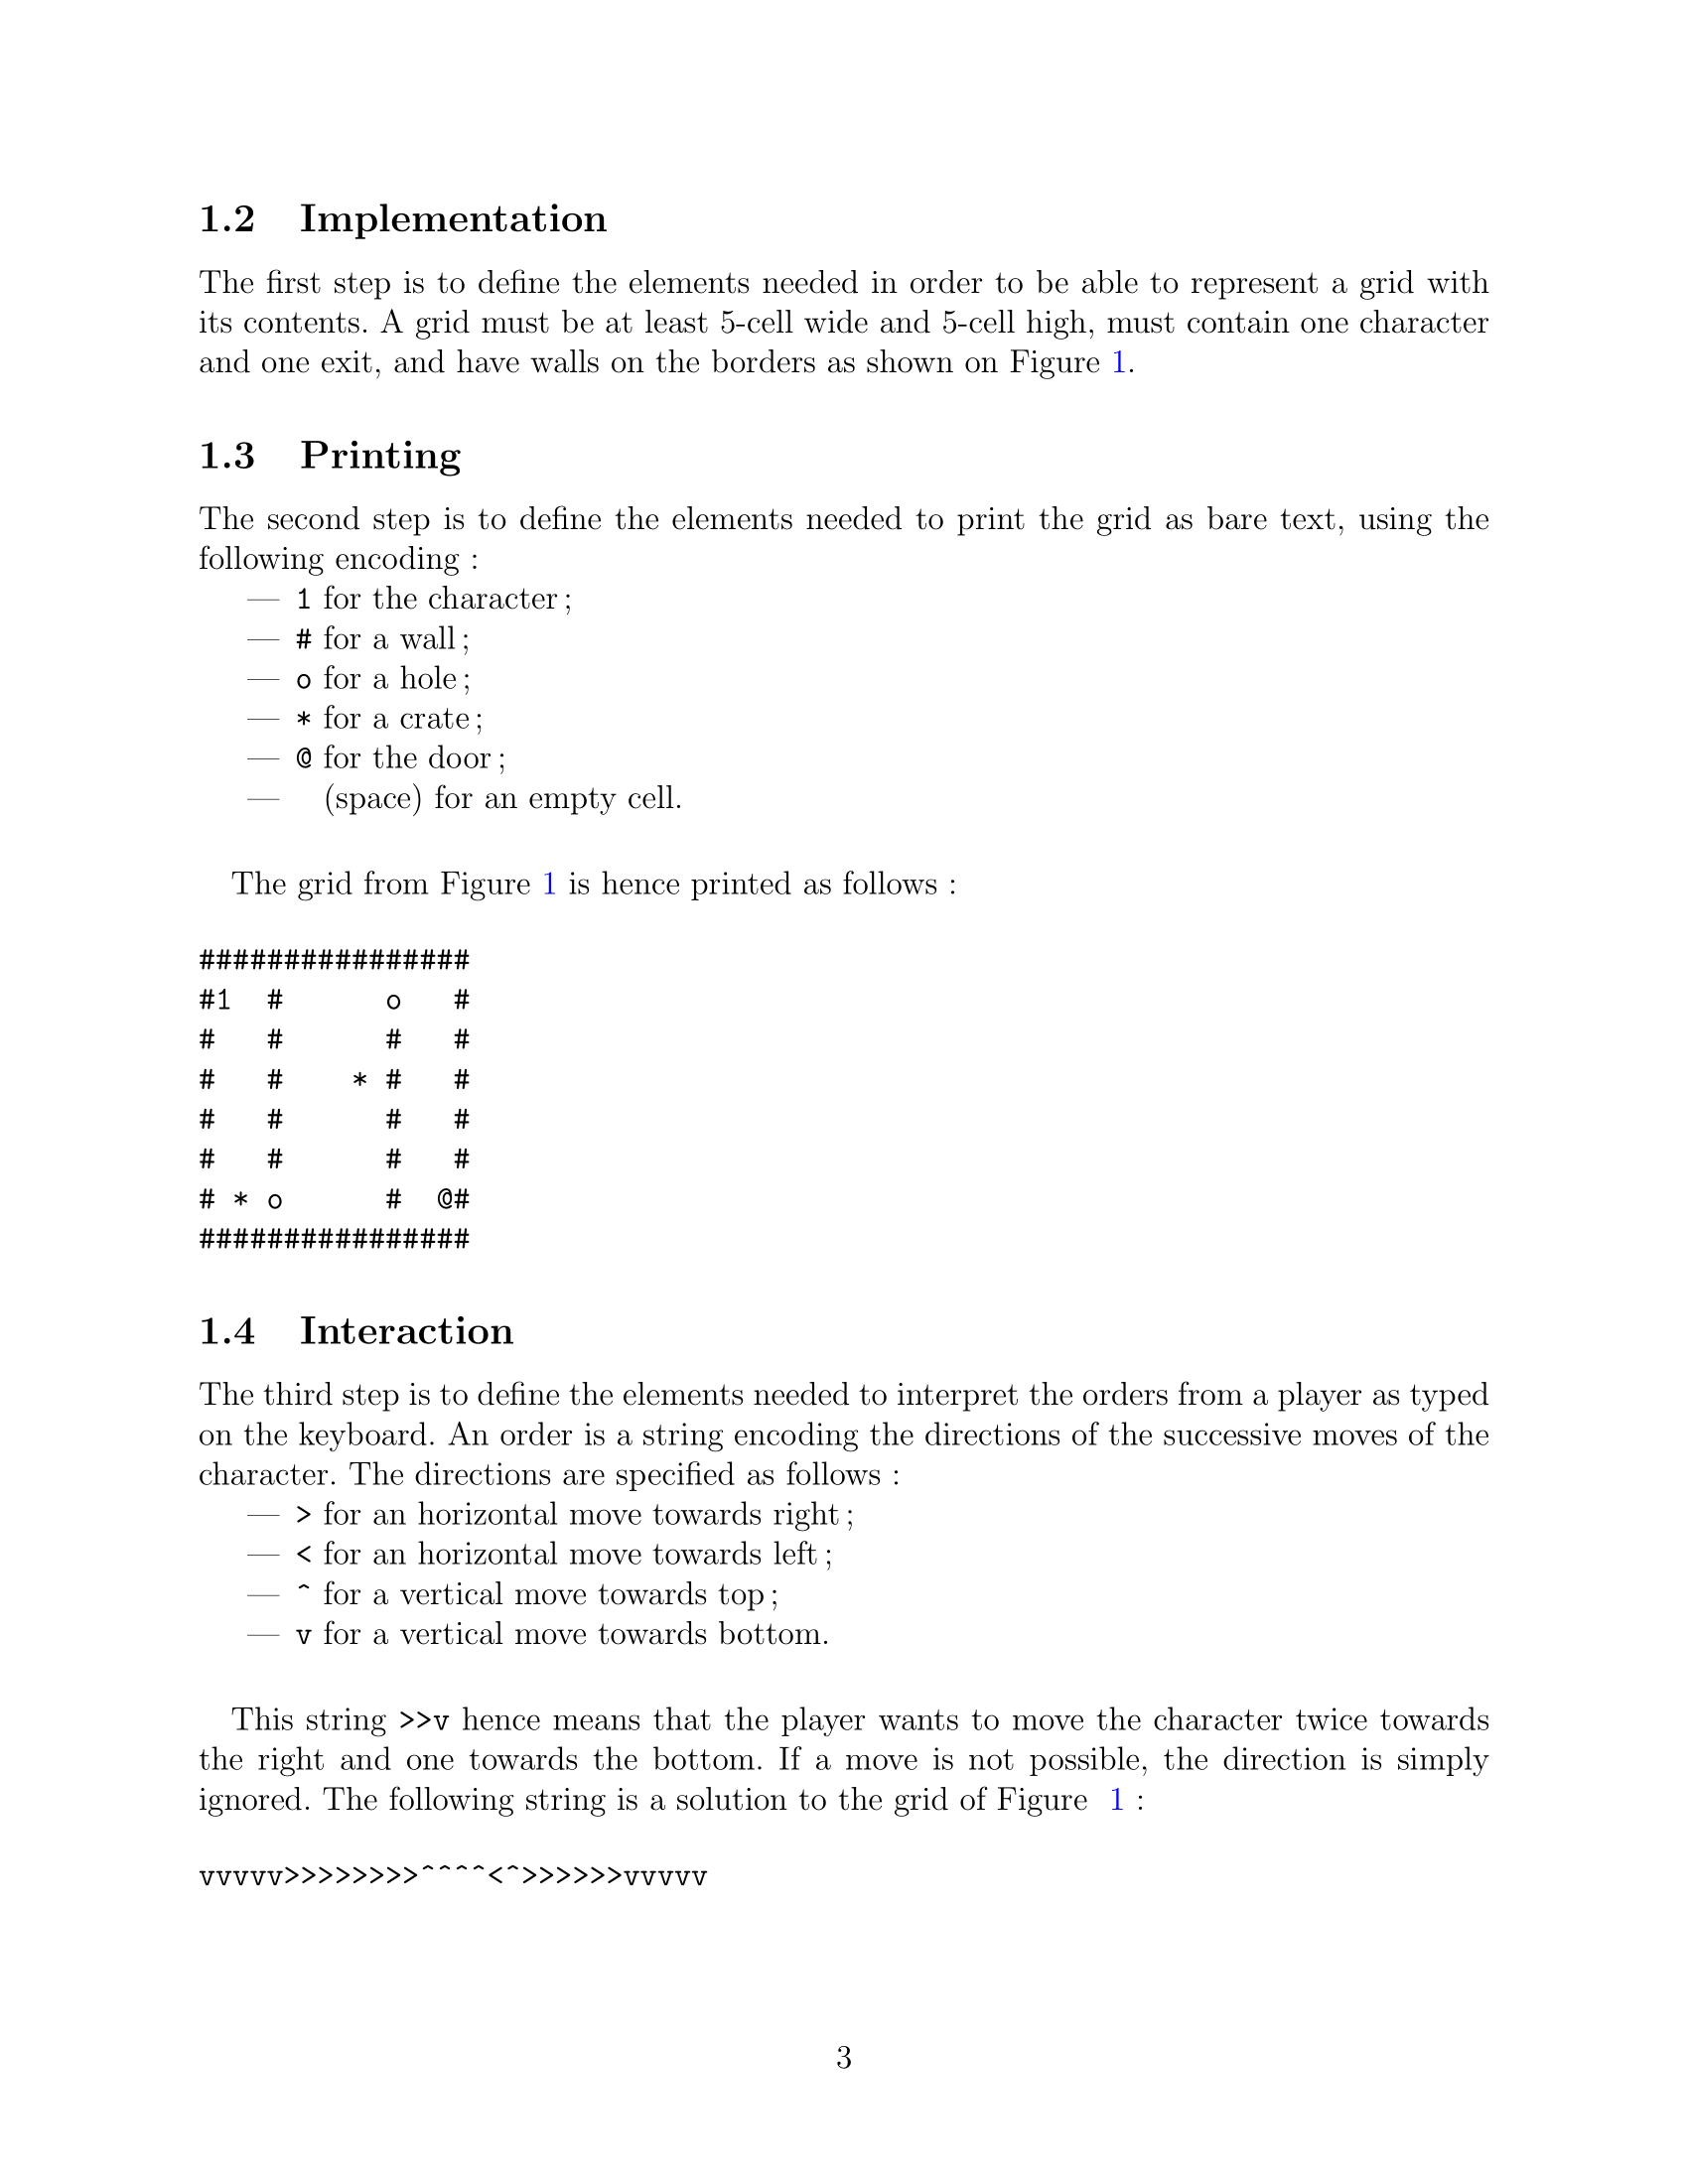 1.2 Implementation
The first step is to define the elements needed in order to be able to represent a grid with
its contents. A grid must be at least 5-cell wide and 5-cell high, must contain one character
and one exit, and have walls on the borders as shown on Figure 1.
1.3 Printing
The second step is to define the elements needed to print the grid as bare text, using the
following encoding :
— 1 for the character ;
— # for a wall ;
— o for a hole ;
— * for a crate ;
— @ for the door ;
—   (space) for an empty cell.
The grid from Figure 1 is hence printed as follows :
################
#1  #      o   #
#   #      #   #
#   #    * #   #
#   #      #   #
#   #      #   #
# * o      #  @#
################
1.4 Interaction
The third step is to define the elements needed to interpret the orders from a player as typed
on the keyboard. An order is a string encoding the directions of the successive moves of the
character. The directions are specified as follows :
— > for an horizontal move towards right ;
— < for an horizontal move towards left ;
— ^ for a vertical move towards top ;
— v for a vertical move towards bottom.
This string >>v hence means that the player wants to move the character twice towards
the right and one towards the bottom. If a move is not possible, the direction is simply
ignored. The following string is a solution to the grid of Figure 1 :
vvvvv>>>>>>>>^^^^<^>>>>>>vvvvv
3